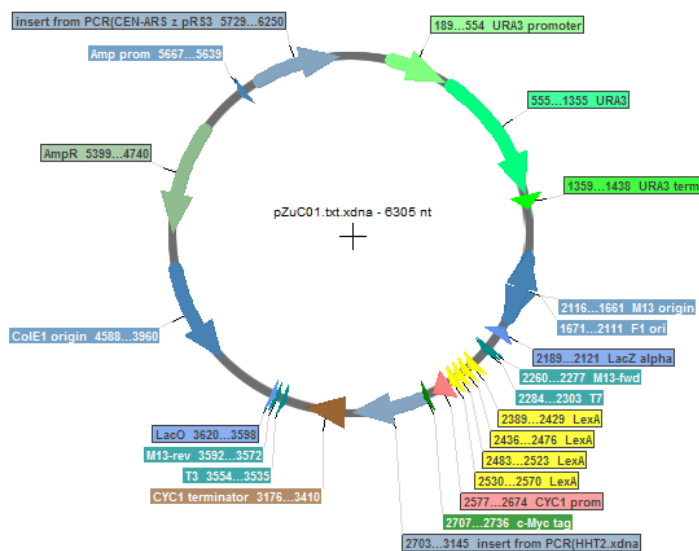 insert from PCR(CEN-ARS z pRS3 5729...6250
189...554 URA3 promoter
Amp prom 5667...5639
555...1355 URA3
AmpR 5399...4740
1359...1438 URA3 term
pZuC01.txt.xdna - 6305 nt
2116...1661 M13 origin
1671...2111 F1 ori
ColE1 origin 4588...3960
2189...2121 LacZ alpha
2260...2277 M13-fwd
2284...2303 T7
2389...2429 LexA
2436...2476 LexA
2483...2523 LexA
2530...2570 LexA
LacO 3620...3598
M13-rev 3592...3572
T3 3554...3535
CYC1 terminator 3176...3410
2577...2674 CYC1 prom
2707...2736 c-Myc tag
2703...3145 insert from PCR(HHT2.xdna